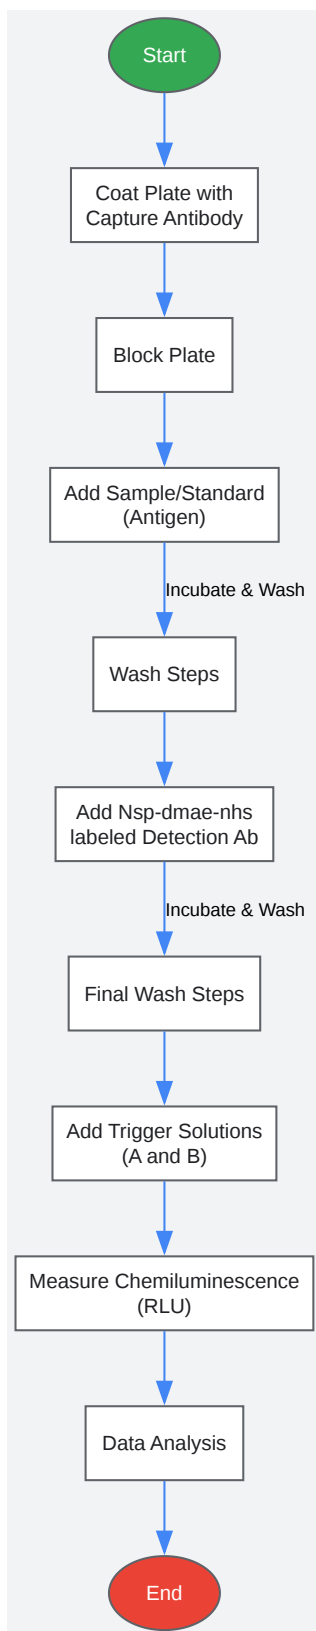 Start
Coat Plate with
Capture Antibody
Block Plate
Add Sample/Standard
(Antigen)
Incubate & Wash
Wash Steps
Add Nsp-dmae-nhs
labeled Detection Ab
Incubate & Wash
Final Wash Steps
Add Trigger Solutions
(A and B)
Measure Chemiluminescence
(RLU)
Data Analysis
End